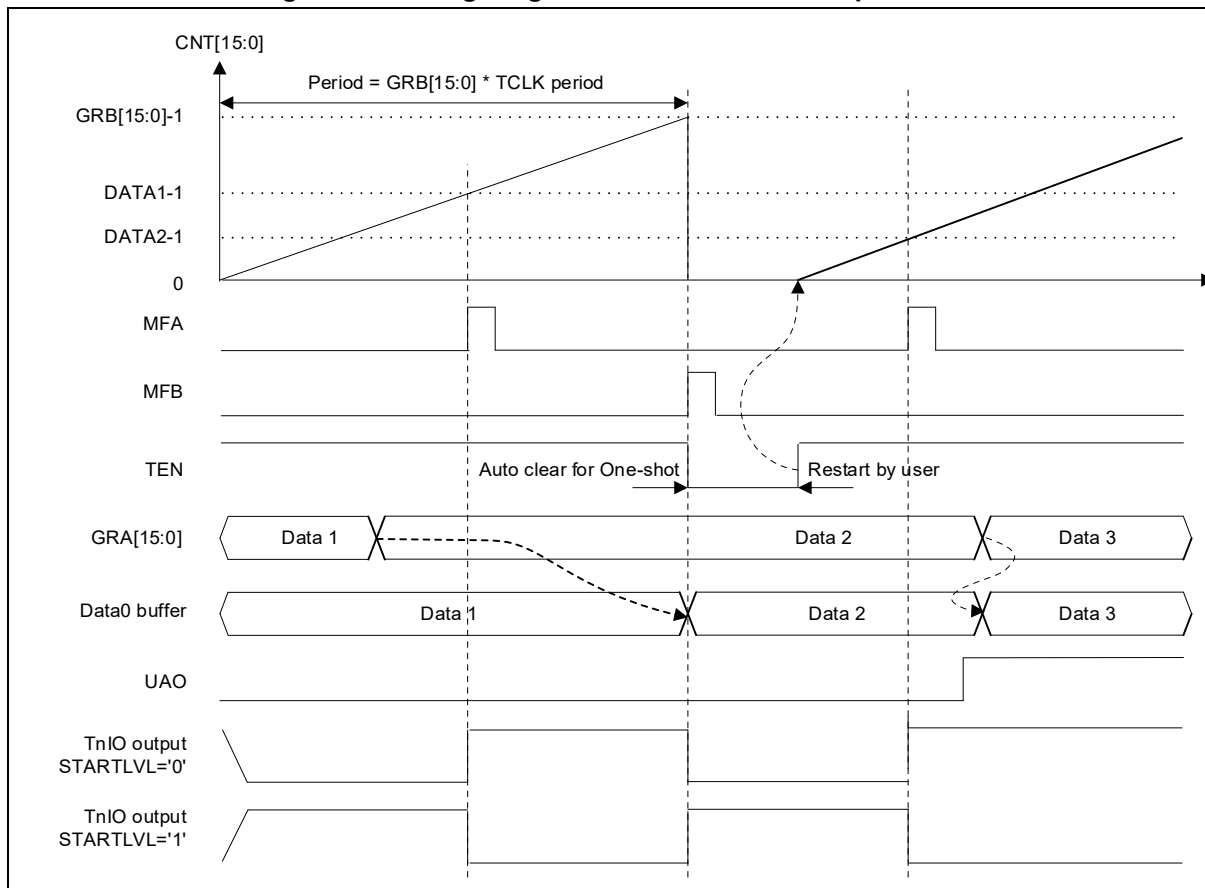 CNT[15:0]
Period = GRB[15:0] * TCLK period
GRB[15:0]-1
DATA1-1
DATA2-1
0
MFA
MFB
TEN
Auto clear for One-shot
Restart by user
GRA[15:0]
Data 1
Data 2
Data 3
Data0 buffer
Data 1
Data 2
Data 3
UAO
TnIO output
STARTLVL='0'
TnIO output
STARTLVL='1'